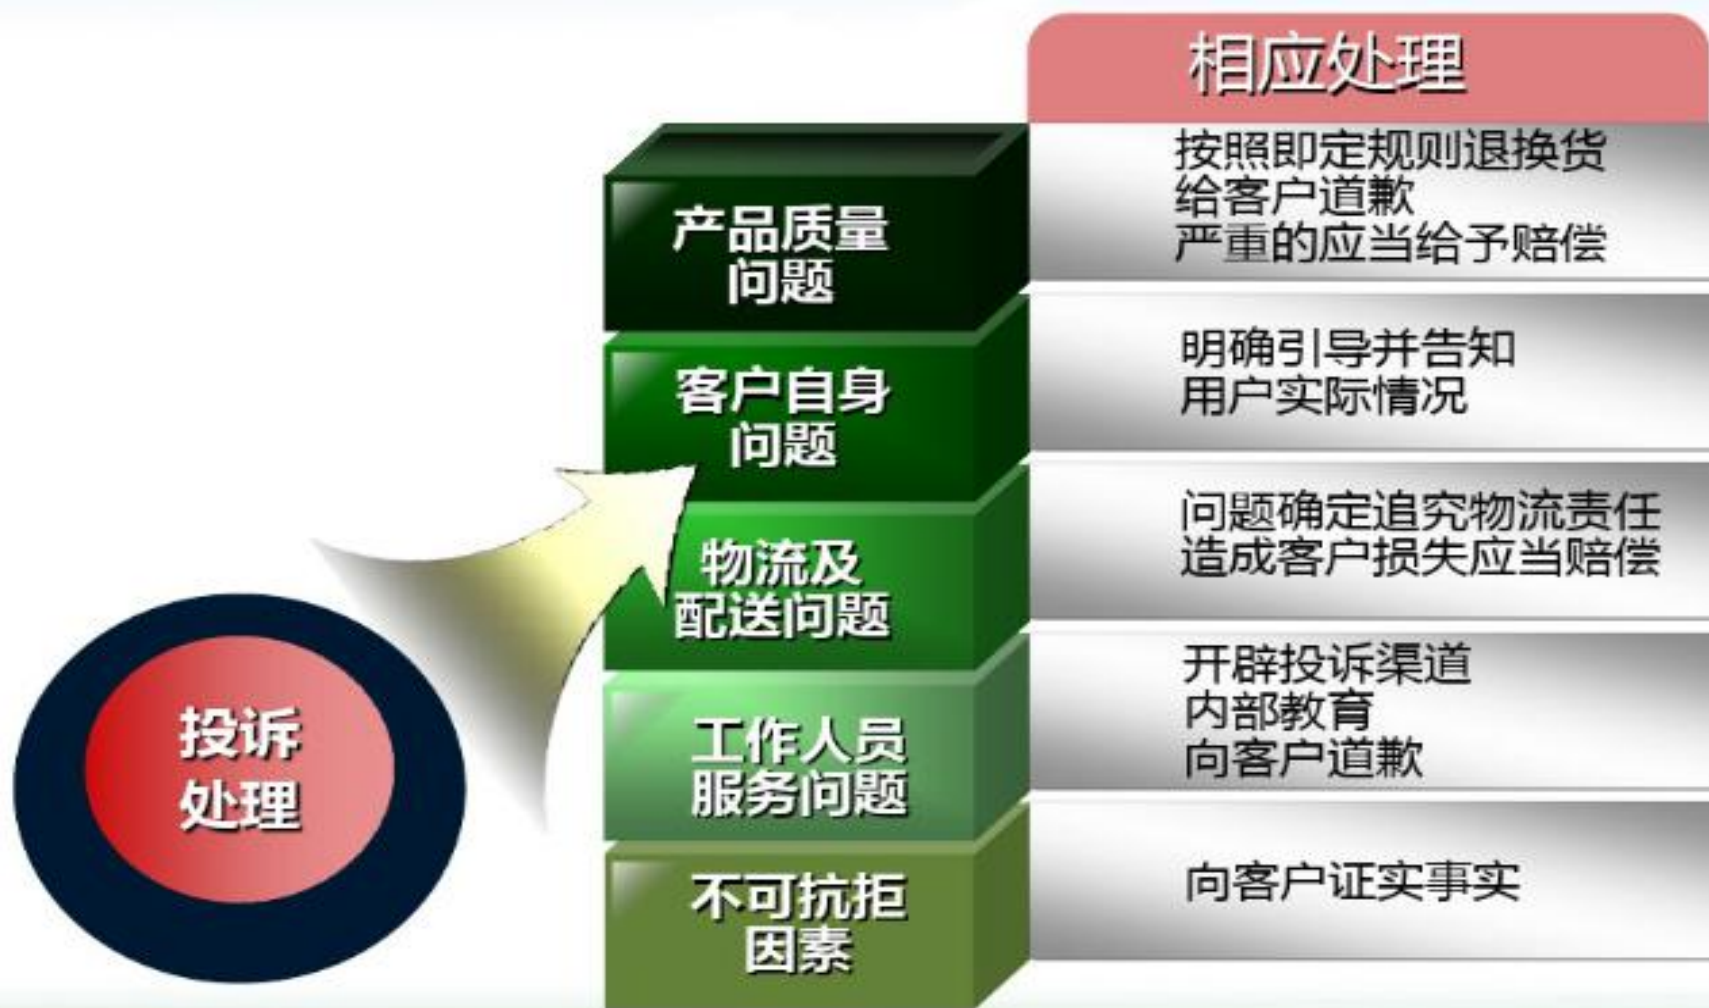 相应处理
产品质量
问题
按照即定规则退换货
给客户道歉
严重的应当给予赔偿
客户自身
问题
明确引导并告知
用户实际情况
物流及
配送问题
问题确定追究物流责任
造成客户损失应当赔偿
投诉
处理
工作人员
服务问题
开辟投诉渠道
内部教育
向客户道歉
不可抗拒
因素
向客户证实事实